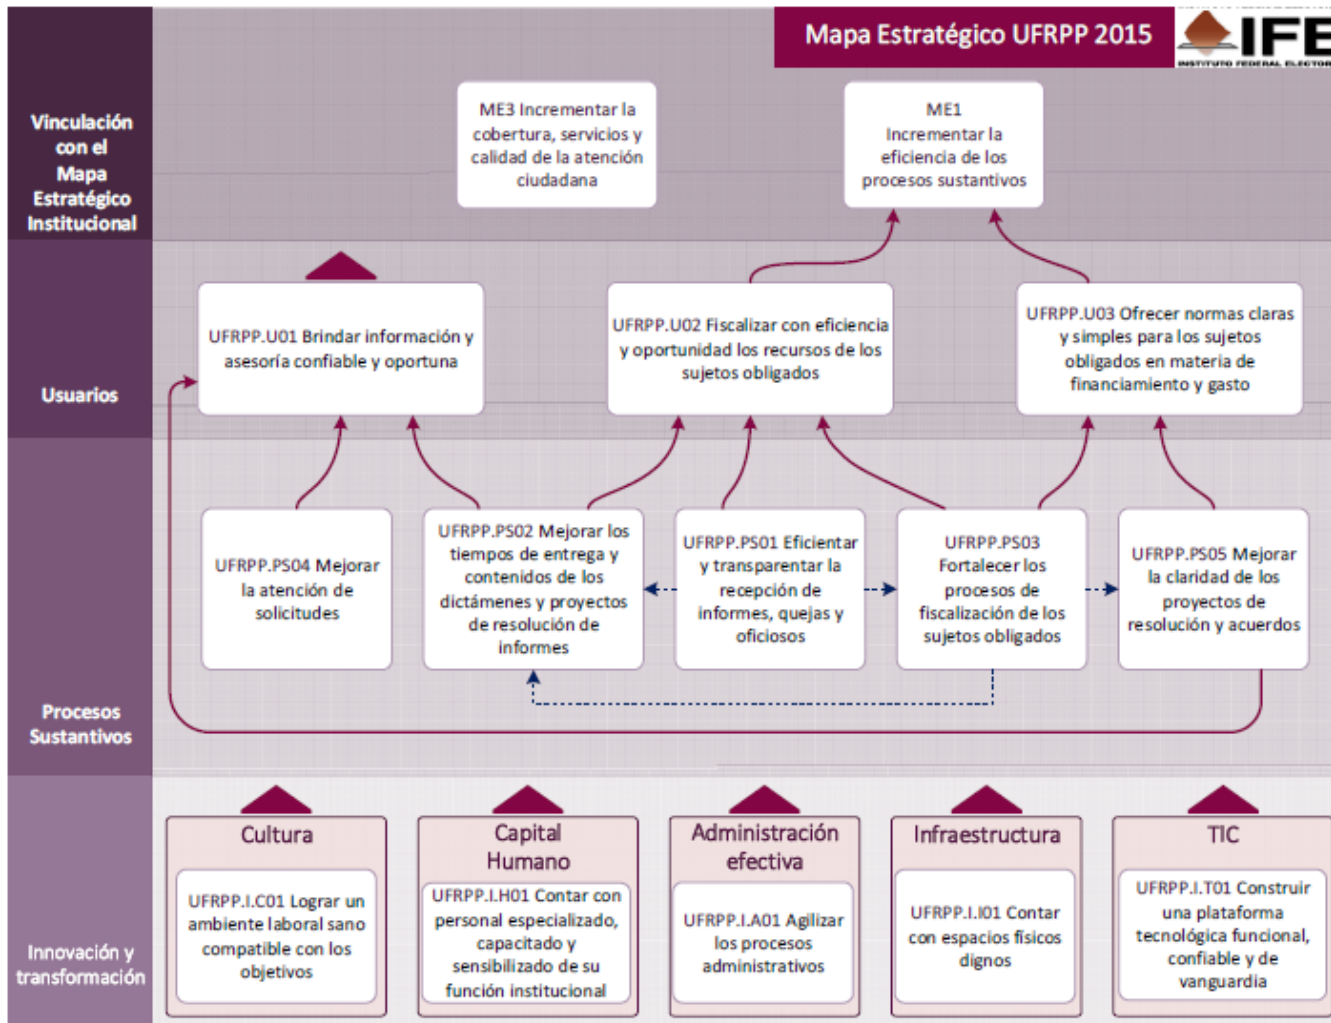 Mapa Estratégico UFRPP 2015
IFE
INSTITUTO FEDERAL ELECTOR
Vinculación
con el
Mapa
Estratégico
Institucional
ME3 Incrementar la
cobertura, servicios y
calidad de la atención
ciudadana
ME1
Incrementar la
eficiencia de los
procesos sustantivos
Usuarios
UFRPP.U01 Brindar información y
asesoría confiable y oportuna
UFRPP.U02 Fiscalizar con eficiencia
y oportunidad los recursos de los
sujetos obligados
UFRPP.U03 Ofrecer normas claras
y simples para los sujetos
obligados en materia de
financiamiento y gasto
Procesos
Sustantivos
UFRPP.PS04 Mejorar
la atención de
solicitudes
UFRPP.PS02 Mejorar los
tiempos de entrega y
contenidos de los
dictámenes y proyectos
de resolución de
informes
UFRPP.PS01 Eficientar
y transparentar la
recepción de
informes, quejas y
oficiosos
UFRPP.PS03
Fortalecer los
procesos de
fiscalización de los
sujetos obligados
UFRPP.PS05 Mejorar
la claridad de los
proyectos de
resolución y acuerdos
Innovación y
transformación
Cultura
UFRPP.I.C01 Lograr un
ambiente laboral sano
compatible con los
objetivos
Capital
Humano
UFRPP.I.H01 Contar con
personal especializado,
capacitado y
sensibilizado de su
función institucional
Administración
efectiva
UFRPP.I.A01 Agilizar
los procesos
administrativos
Infraestructura
UFRPP.I.I01 Contar
con espacios físicos
dignos
TIC
UFRPP.I.T01 Construir
una plataforma
tecnológica funcional,
confiable y de
vanguardia